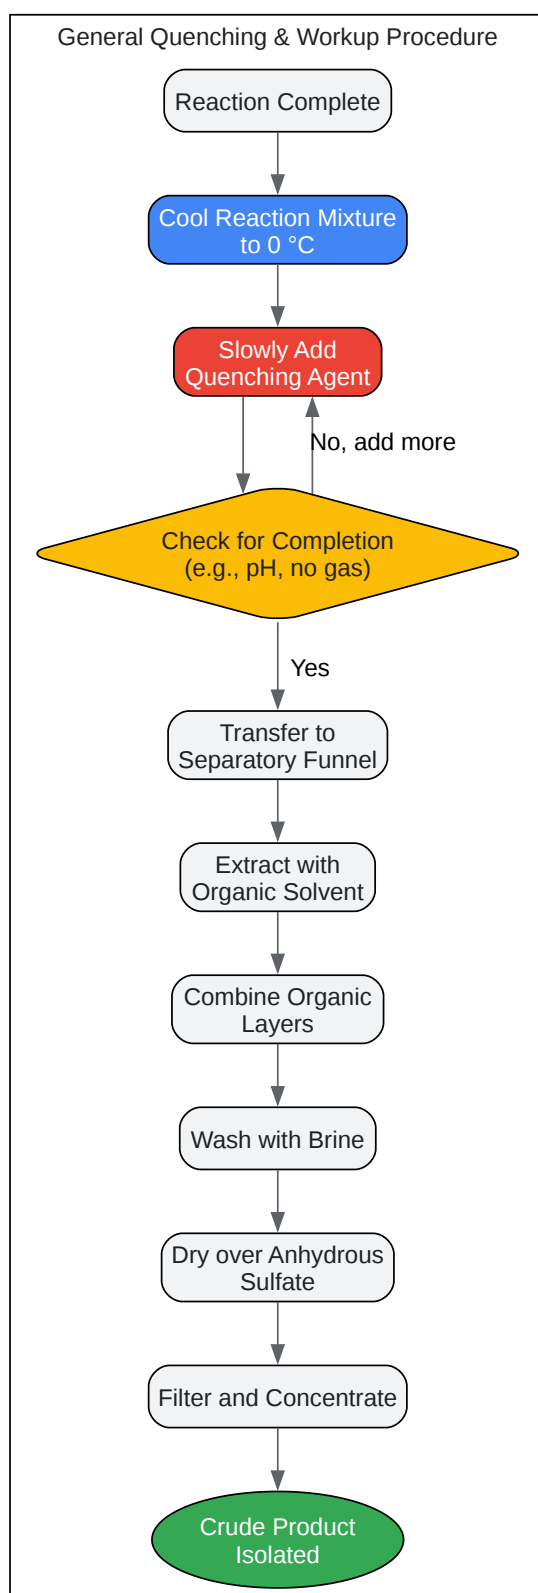 General Quenching & Workup Procedure
Reaction Complete
Cool Reaction Mixture
to 0 °C
Slowly Add
Quenching Agent
No, add more
Check for Completion
(e.g., pH, no gas)
Yes
Transfer to
Separatory Funnel
Extract with
Organic Solvent
Combine Organic
Layers
Wash with Brine
Dry over Anhydrous
Sulfate
Filter and Concentrate
Crude Product
Isolated